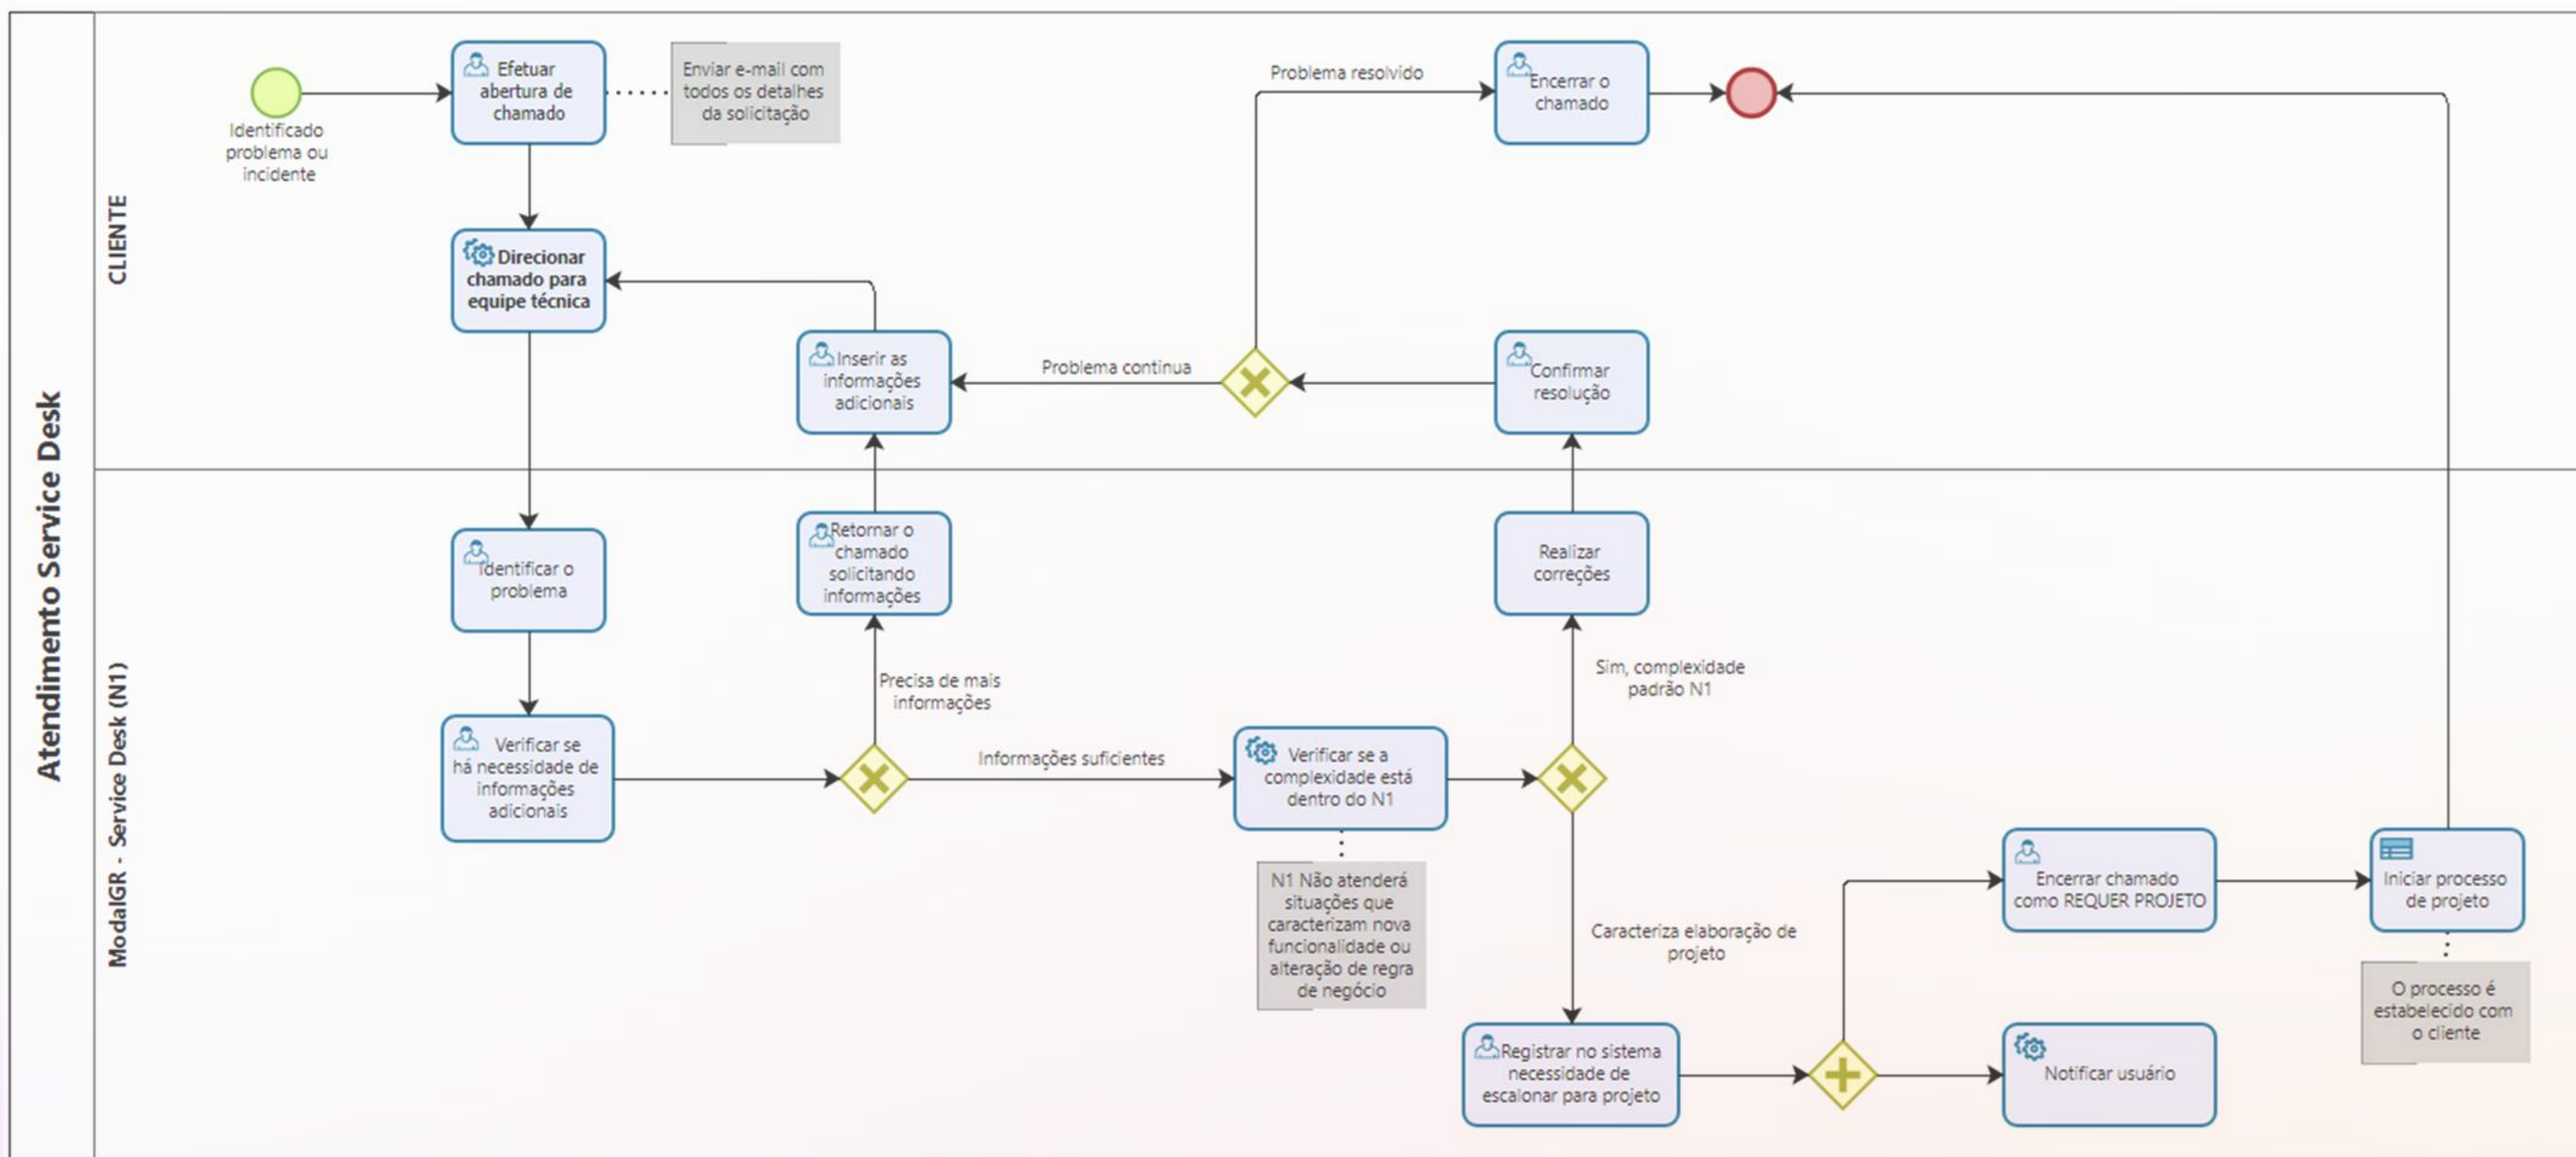 Atendimento Service Desk
CLIENTE
Identificado
problema ou
incidente
Efetuar
abertura de
chamado
Enviar e-mail com
todos os detalhes
da solicitação
Direcionar
chamado para
equipe técnica
Inserir as
informações
adicionais
Problema continua
Problema resolvido
Encerrar o
chamado
Confirmar
resolução
ModalGR - Service Desk (N1)
Identificar o
problema
Verificar se
há necessidade de
informações
adicionais
Retornar o
chamado
solicitando
informações
Precisa de mais
informações
Informações suficientes
Verificar se a
complexidade está
dentro do N1
N1 Não atenderá
situações que
caracterizam nova
funcionalidade ou
alteração de regra
de negócio
Realizar
correções
Sim, complexidade
padrão N1
Caracteriza elaboração de
projeto
Registrar no sistema
necessidade de
escalonar para projeto
Encerrar chamado
como REQUER PROJETO
Notificar usuário
Iniciar processo
de projeto
O processo é
estabelecido com
o cliente